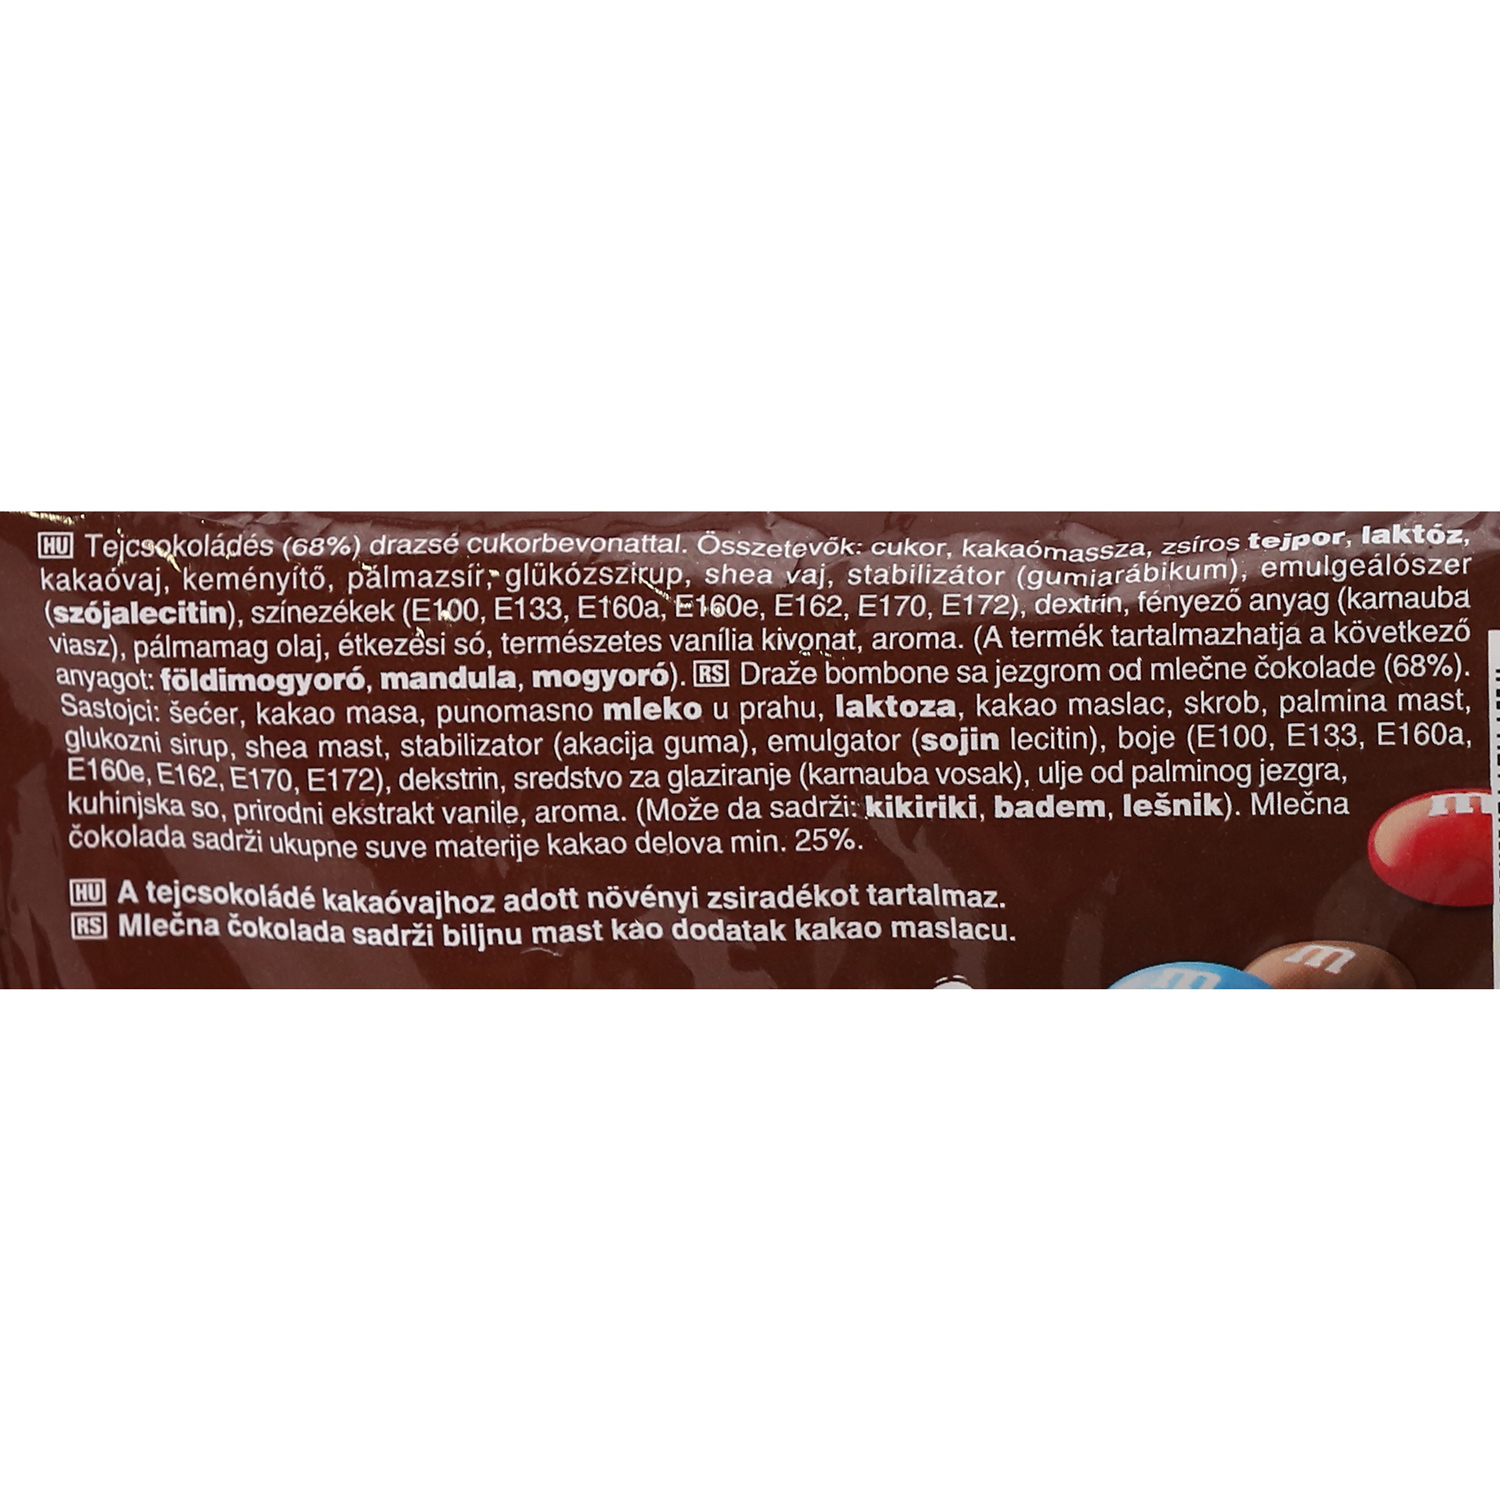 HU Tejcsokoládés (68%) drazsé cukorbevonattal. Összetevők: cukor, kakaómassza, zsíros tejpor, laktóz,
kakaóvaj, keményítő, pálmazsír, glükózszirup, shea vaj, stabilizátor (gumiarábikum), emulgeálószer
(szójalecitin), színezékek (E100, E133, E160a, E160e, E162, E170, E172), dextrin, fényező anyag (karnauba
viasz), pálmamag olaj, étkezési só, természetes vanília kivonat, aroma. (A termék tartalmazhatja a következő
anyagot: földimogyoró, mandula, mogyoró). RS Draže bombone sa jezgrom od mlečne čokolade (68%).
Sastojci: šećer, kakao masa, punomasno mleko u prahu, laktoza, kakao maslac, skrob, palmina mast,
glukozni sirup, shea mast, stabilizator (akacija guma), emulgator (sojin lecitin), boje (E100, E133, E160a,
E160e, E162, E170, E172), dekstrin, sredstvo za glaziranje (karnauba vosak), ulje od palminog jezgra,
kuhinjska so, prirodni ekstrakt vanile, aroma. (Može da sadrži: kikiriki, badem, lešnik). Mlečna
čokolada sadrži ukupne suve materije kakao delova min. 25%.
HU A tejcsokoládé kakaóvajhoz adott növényi zsiradékot tartalmaz.
RS Mlečna čokolada sadrži biljnu mast kao dodatak kakao maslacu.
m
m
m